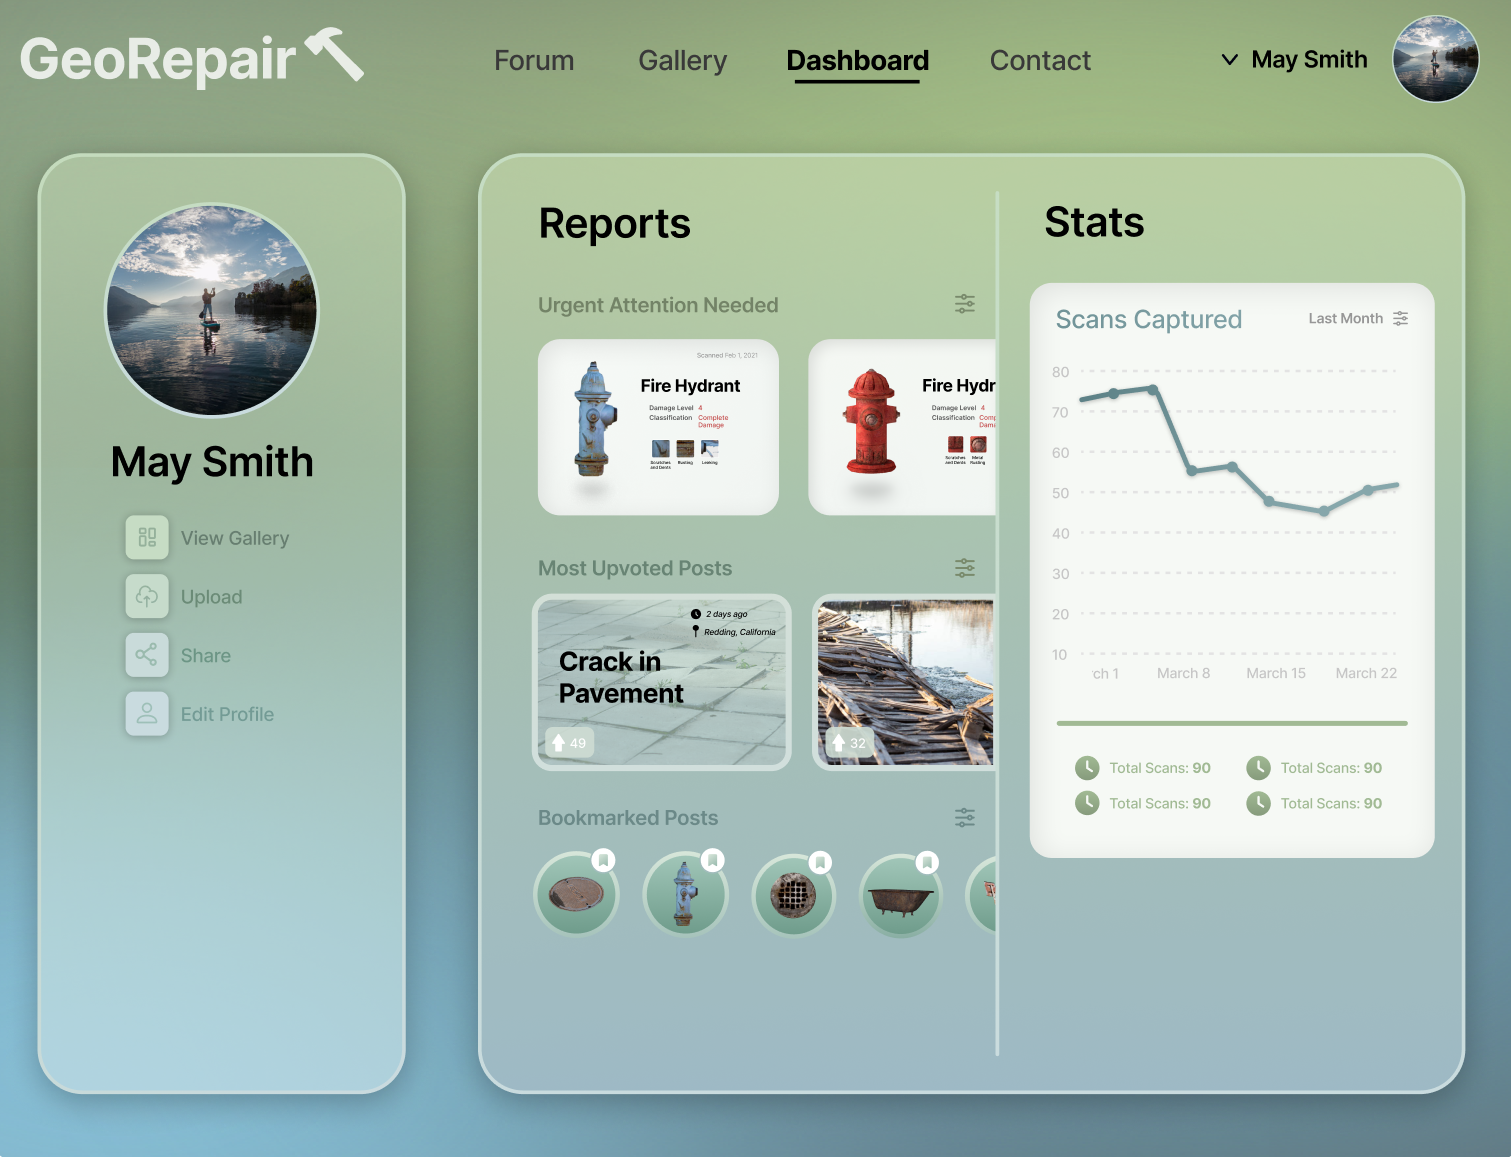 GeoRepair
Forum
Gallery
Dashboard
Contact
May Smith
May Smith
View Gallery
Upload
Share
Edit Profile
Reports
Urgent Attention Needed
Scanned Feb 1, 2021
Fire Hydrant
Damage Level 4
Classification Complete
Damage
Scratches
and Dents
Rusting
Leaking
Fire Hydr
Damage Level 4
Classification Comp
Dama
Scratches
and Dents
Metal
Rusting
Most Upvoted Posts
2 days ago
Redding, California
Crack in
Pavement
49
32
Bookmarked Posts
Stats
Scans Captured
Last Month
80
70
60
50
40
30
20
10
rch 1
March 8
March 15
March 22
Total Scans: 90
Total Scans: 90
Total Scans: 90
Total Scans: 90